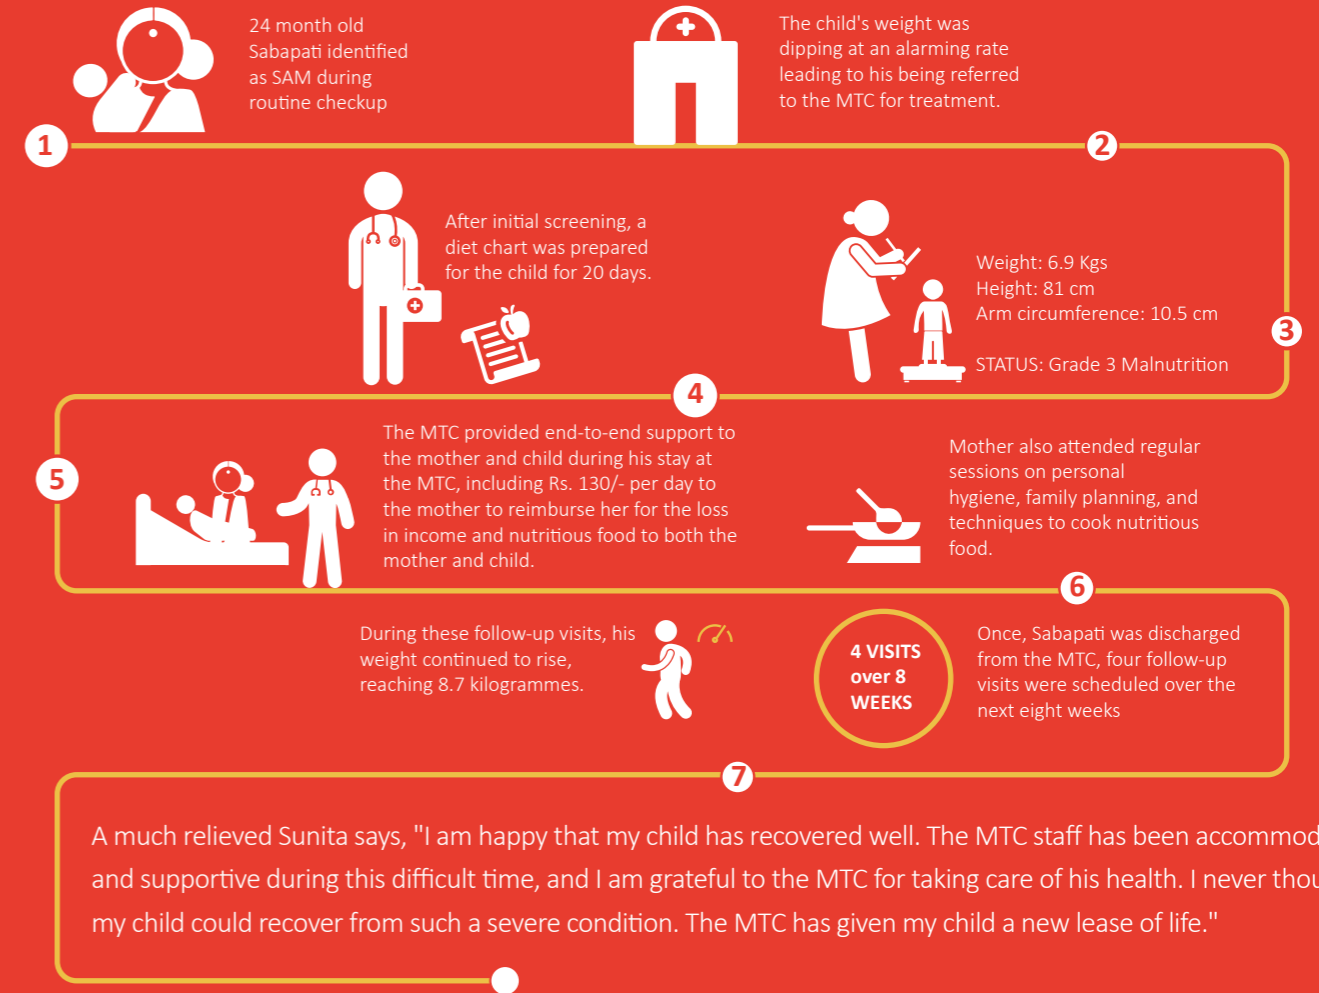 24 month old
Sabapati identified
as SAM during
routine checkup
The child's weight was
dipping at an alarming rate
leading to his being referred
to the MTC for treatment.
1
2
Weight: 6.9 Kgs
Height: 81 cm
Arm circumference: 10.5 cm
STATUS: Grade 3 Malnutrition
3
After initial screening, a
diet chart was prepared
for the child for 20 days.
4
5
The MTC provided end-to-end support to
the mother and child during his stay at
the MTC, including Rs. 130/- per day to
the mother to reimburse her for the loss
in income and nutritious food to both the
mother and child.
Mother also attended regular
sessions on personal
hygiene, family planning, and
techniques to cook nutritious
food.
6
Once, Sabapati was discharged
from the MTC, four follow-up
visits were scheduled over the
next eight weeks
4 VISITS
over 8
WEEKS
During these follow-up visits, his
weight continued to rise,
reaching 8.7 kilogrammes.
7
A much relieved Sunita says, "I am happy that my child has recovered well. The MTC staff has been
and supportive during this difficult time, and I am grateful to the MTC for taking care of his health. I never
my child could recover from such a severe condition. The MTC has given my child a new lease of life."